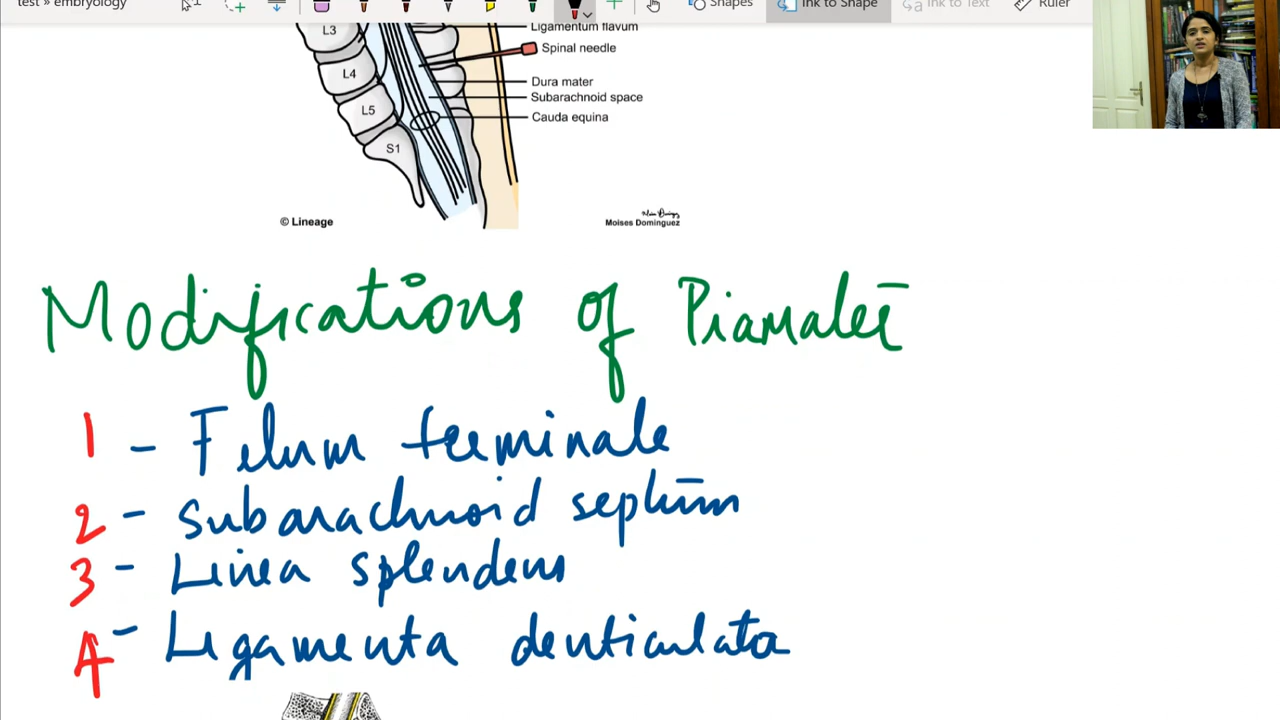 test » embryology
Shapes
Ink to Shape
Ink to Text
Ruler
L3
Ligamentum flavum
Spinal needle
L4
Dura mater
Subarachnoid space
L5
Cauda equina
S1
© Lineage
Moises Dominguez
Modifications of Piamater
1 - Filum terminale
2 - Subarachnoid septum
3 - Linea splendens
4 - Ligamenta denticulata